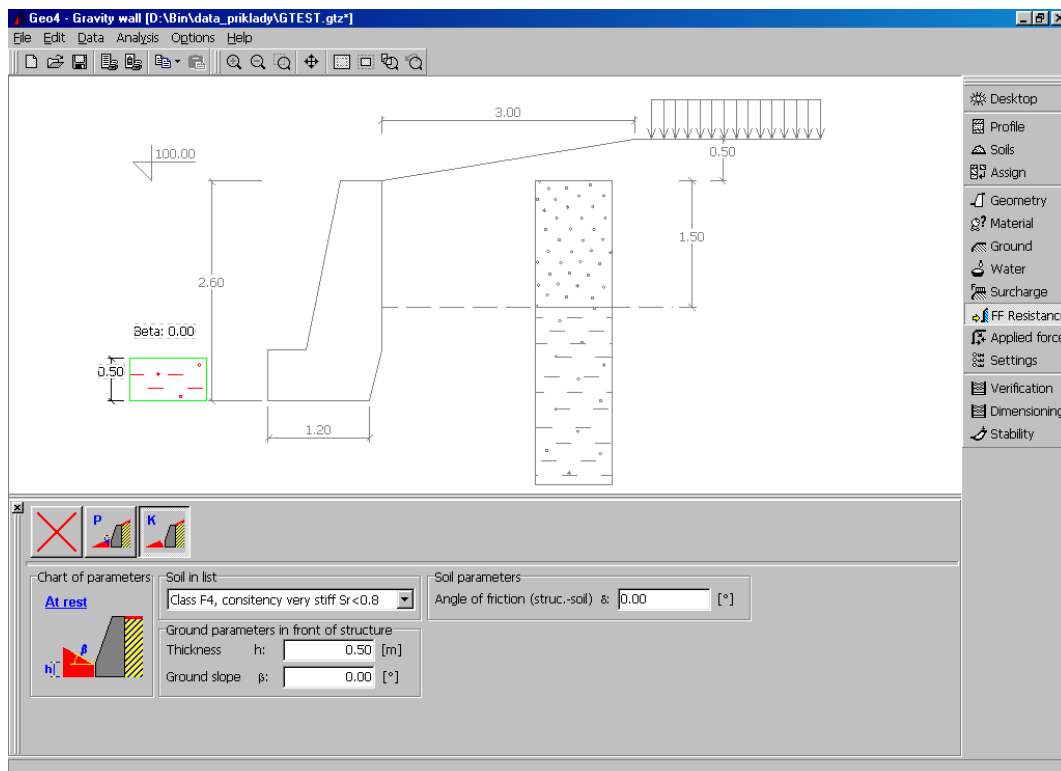 Geo4 - Gravity wall [D:\Bin\data_priklady\GTEST.gtz*]
File Edit Data Analysis Options Help
3.00
100.00
0.50
1.50
2.60
Beta: 0.00
0.50
1.20
Desktop
Profile
Soils
Assign
Geometry
Material
Ground
Water
Surcharge
FF Resistance
Applied force
Settings
Verification
Dimensioning
Stability
P
K
Chart of parameters
At rest
β
h
Soil in list
Class F4, consitency very stiff Sr<0.8
Ground parameters in front of structure
Thickness h: 0.50 [m]
Ground slope β: 0.00 [°]
Soil parameters
Angle of friction (struc.-soil) δ: 0.00 [°]